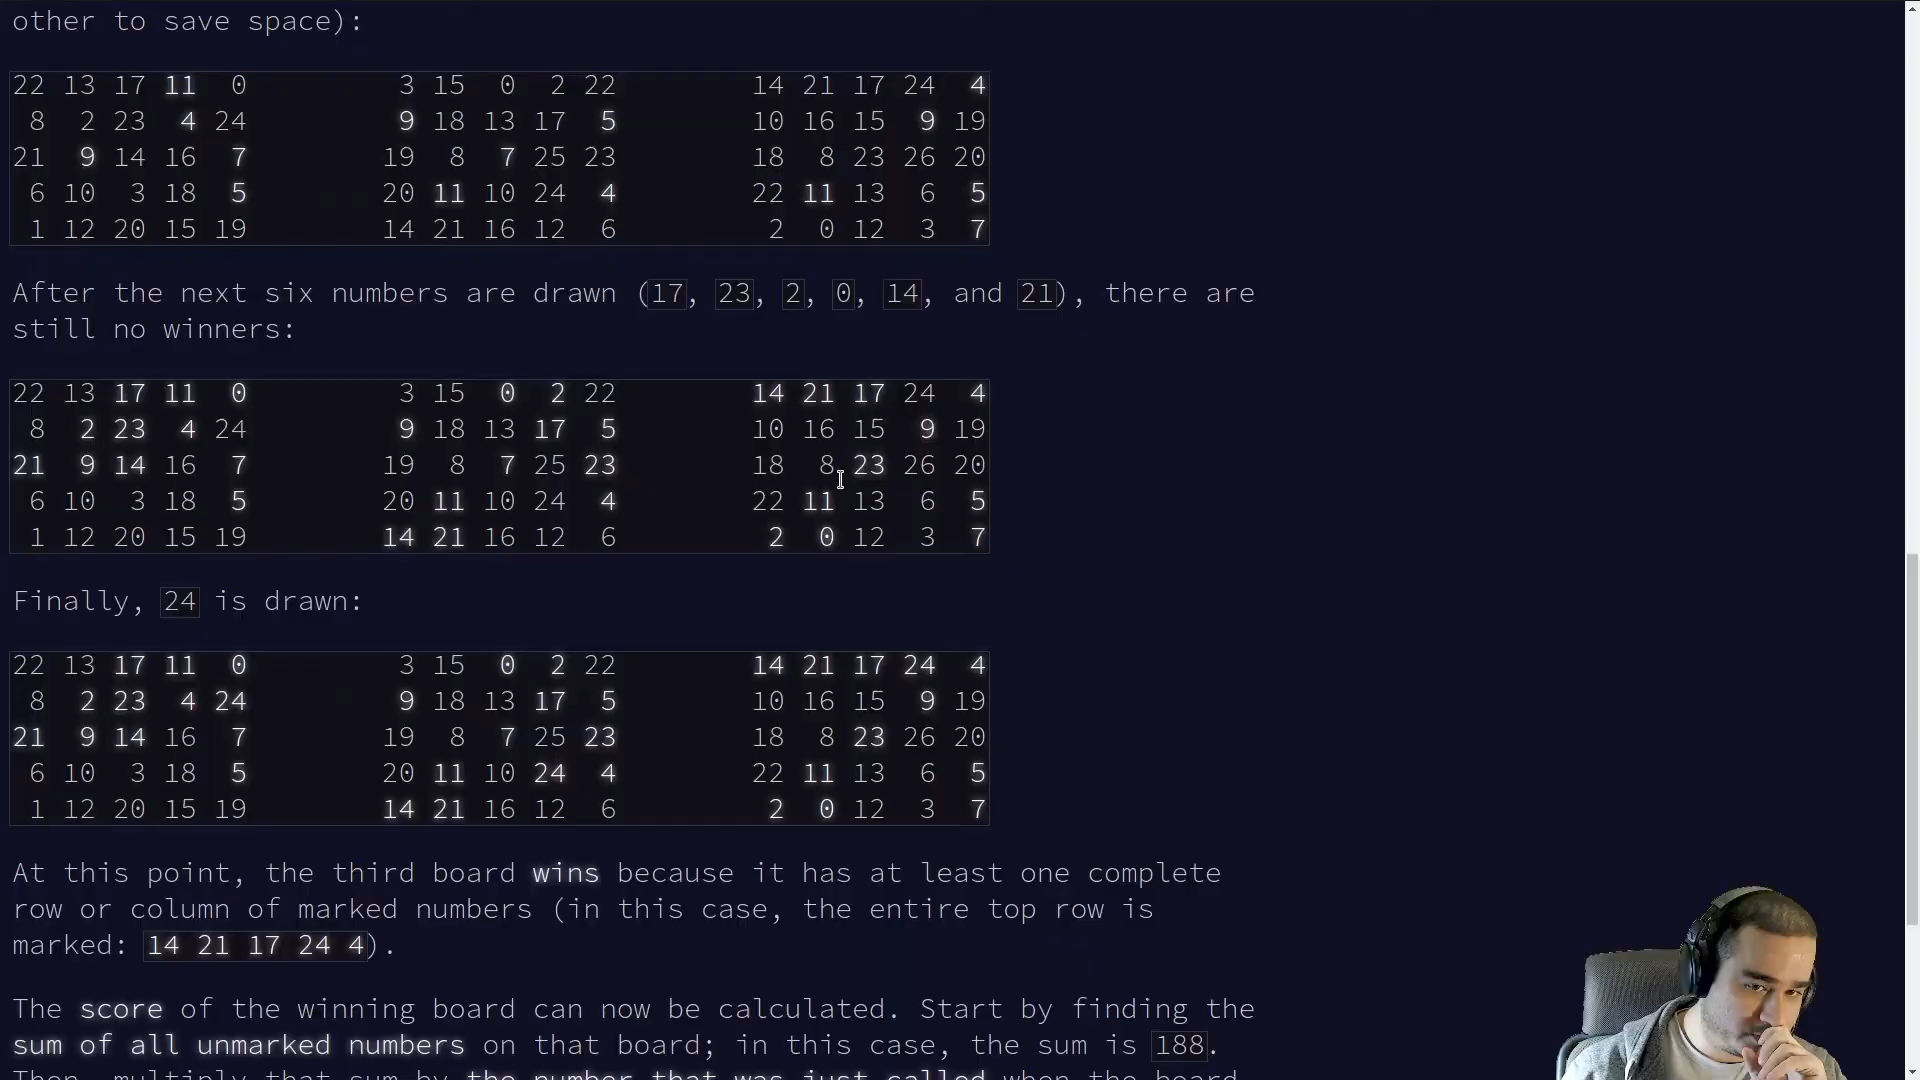 other to save space):
22 13 17 11 0 3 15 0 2 22 14 21 17 24 4
8 2 23 4 24 9 18 13 17 5 10 16 15 9 19
21 9 14 16 7 19 8 7 25 23 18 8 23 26 20
6 10 3 18 5 20 11 10 24 4 22 11 13 6 5
1 12 20 15 19 14 21 16 12 6 2 0 12 3 7
After the next six numbers are drawn (17, 23, 2, 0, 14, and 21), there are
still no winners:
22 13 17 11 0 3 15 0 2 22 14 21 17 24 4
8 2 23 4 24 9 18 13 17 5 10 16 15 9 19
21 9 14 16 7 19 8 7 25 23 18 8 23 26 20
6 10 3 18 5 20 11 10 24 4 22 11 13 6 5
1 12 20 15 19 14 21 16 12 6 2 0 12 3 7
Finally, 24 is drawn:
22 13 17 11 0 3 15 0 2 22 14 21 17 24 4
8 2 23 4 24 9 18 13 17 5 10 16 15 9 19
21 9 14 16 7 19 8 7 25 23 18 8 23 26 20
6 10 3 18 5 20 11 10 24 4 22 11 13 6 5
1 12 20 15 19 14 21 16 12 6 2 0 12 3 7
At this point, the third board wins because it has at least one complete
row or column of marked numbers (in this case, the entire top row is
marked: 14 21 17 24 4).
The score of the winning board can now be calculated. Start by finding the
sum of all unmarked numbers on that board; in this case, the sum is 188.
Then, multiply that sum by the number that was just called when the board